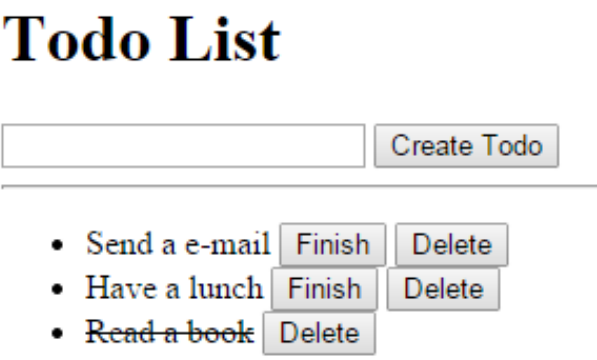 Todo List
Create Todo
Send a e-mail Finish Delete
Have a lunch Finish Delete
Read a book Delete